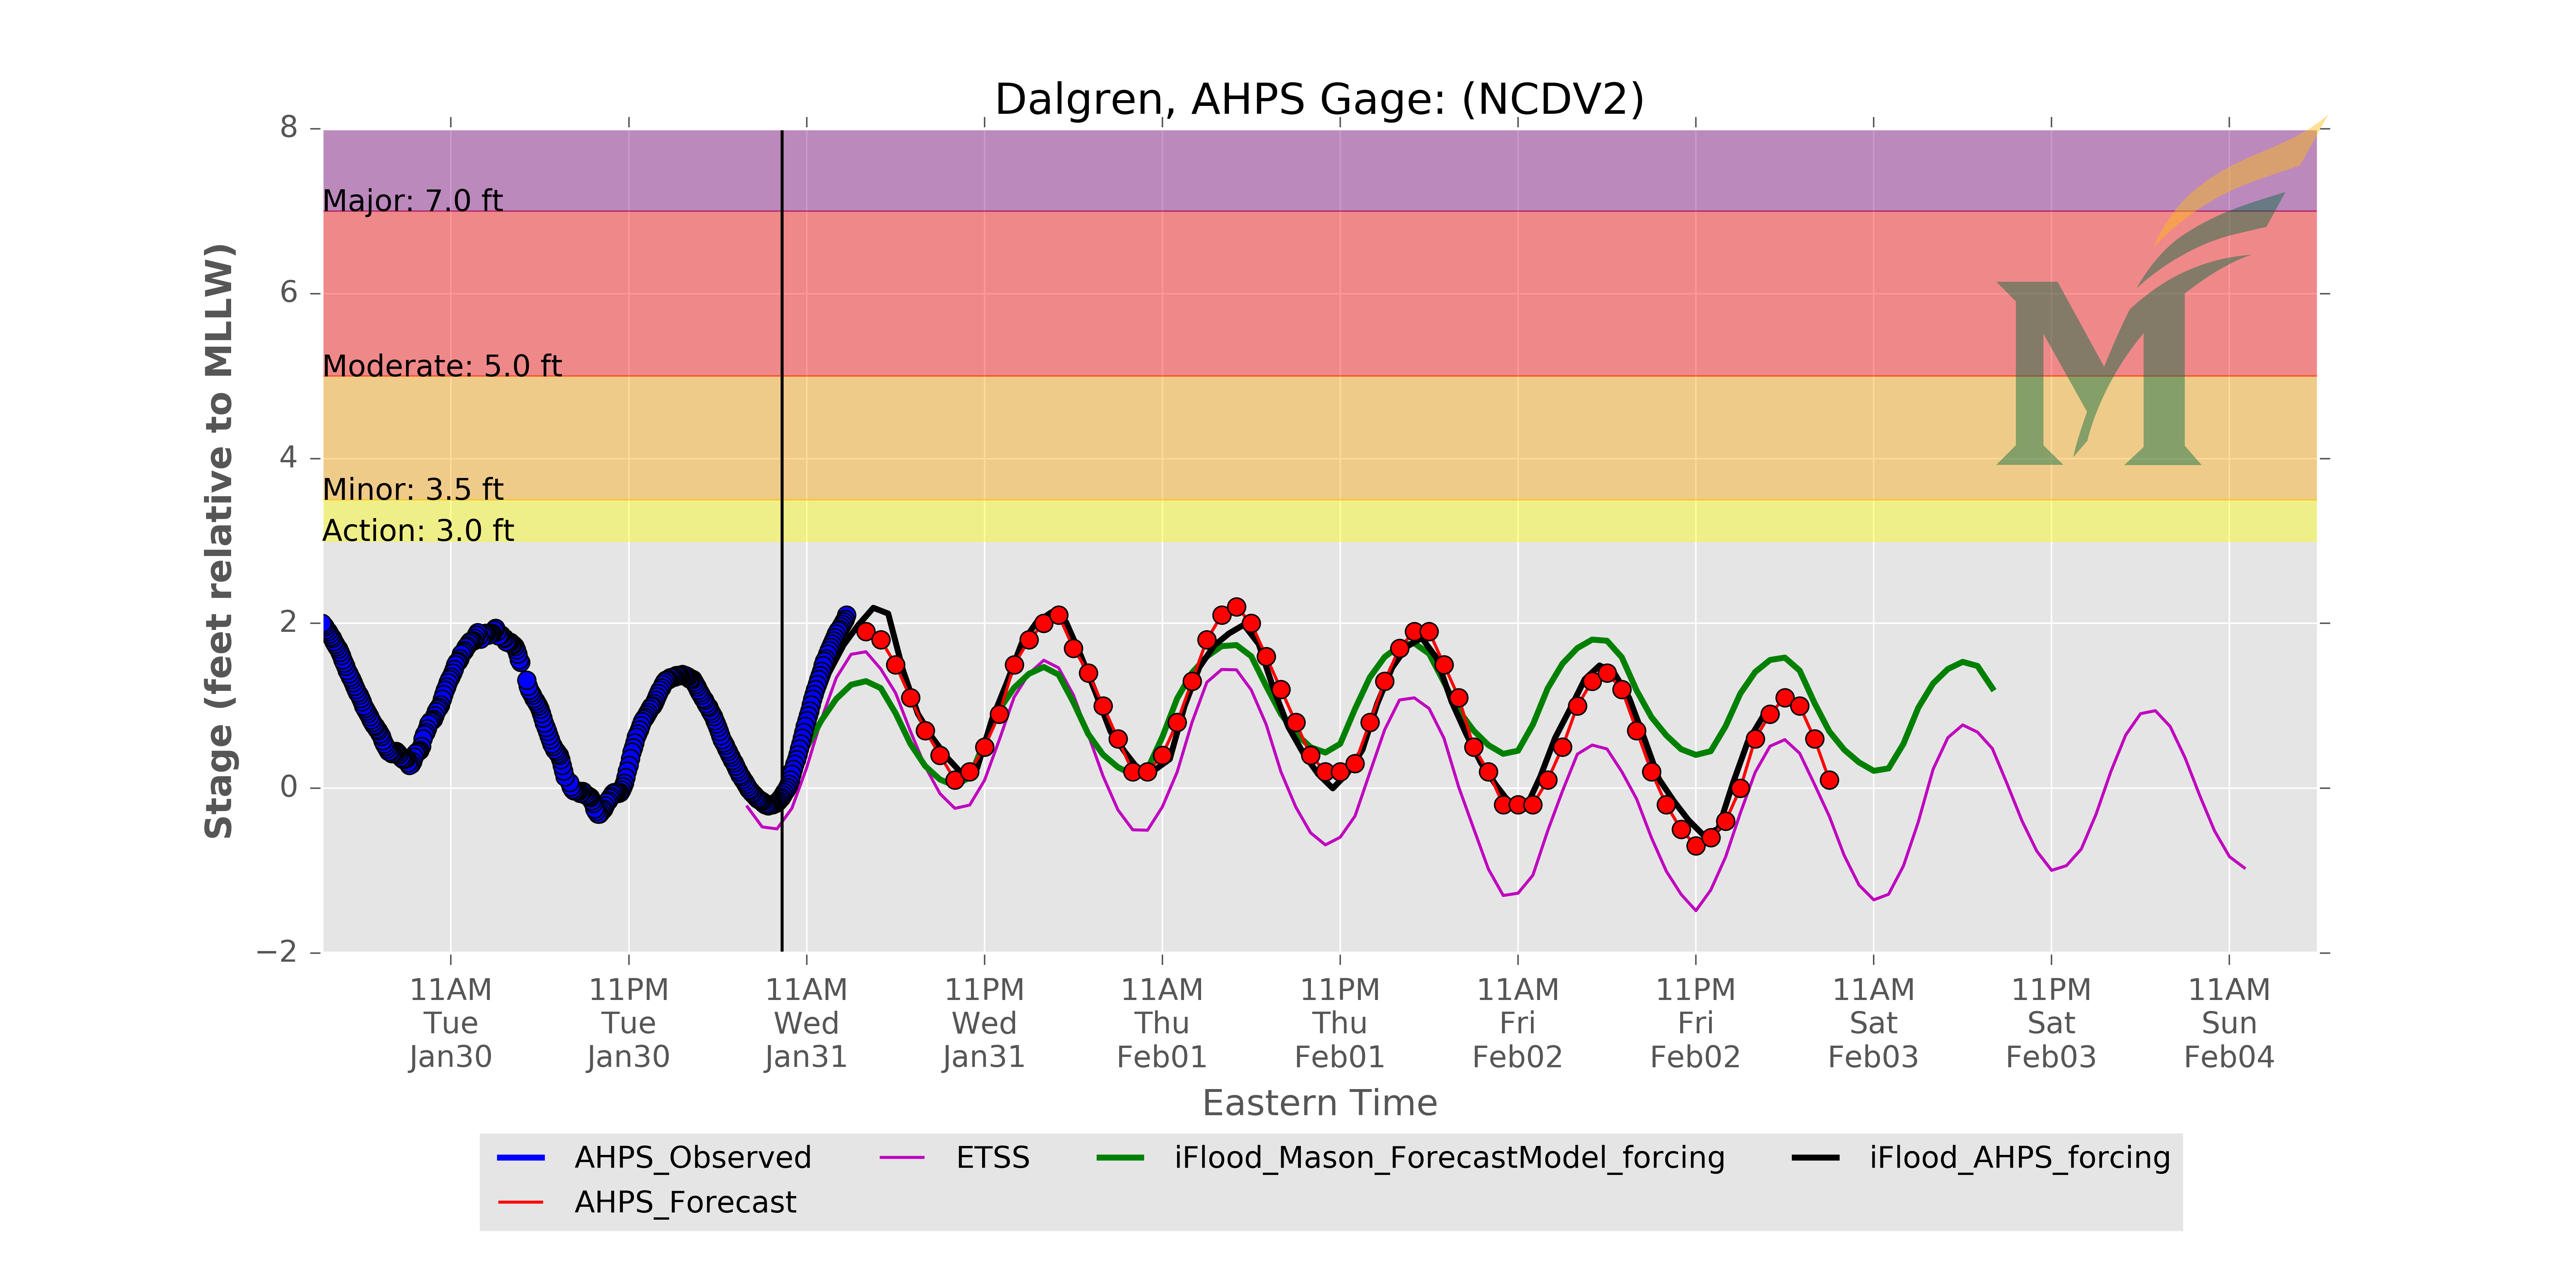 Dalgren, AHPS Gage: (NCDV2)
8
Major: 7.0 ft
6
Moderate: 5.0 ft
4
Minor: 3.5 ft
Action: 3.0 ft
2
0
−2
Stage (feet relative to MLLW)
11AM 11PM 11AM 11PM 11AM 11PM 11AM 11PM 11AM 11PM 11AM
Tue Tue Wed Wed Thu Thu Fri Fri Sat Sat Sun
Jan30 Jan30 Jan31 Jan31 Feb01 Feb01 Feb02 Feb02 Feb03 Feb03 Feb04
Eastern Time
AHPS_Observed ETSS iFlood_Mason_ForecastModel_forcing iFlood_AHPS_forcing
AHPS_Forecast
M